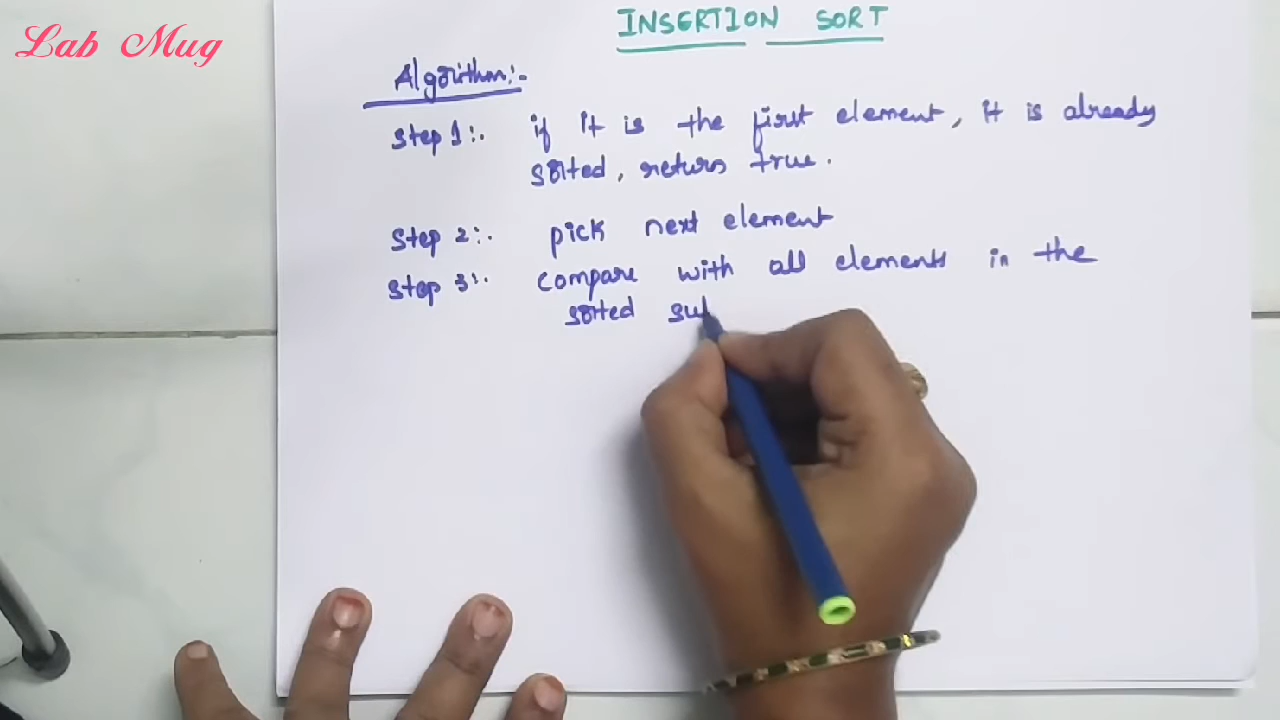 Lab Mug
INSERTION SORT
Algorithm:-
Step 1:- if it is the first element, it is already
sorted, return true.
Step 2:- pick next element
Step 3:- compare with all elements in the
sorted sub